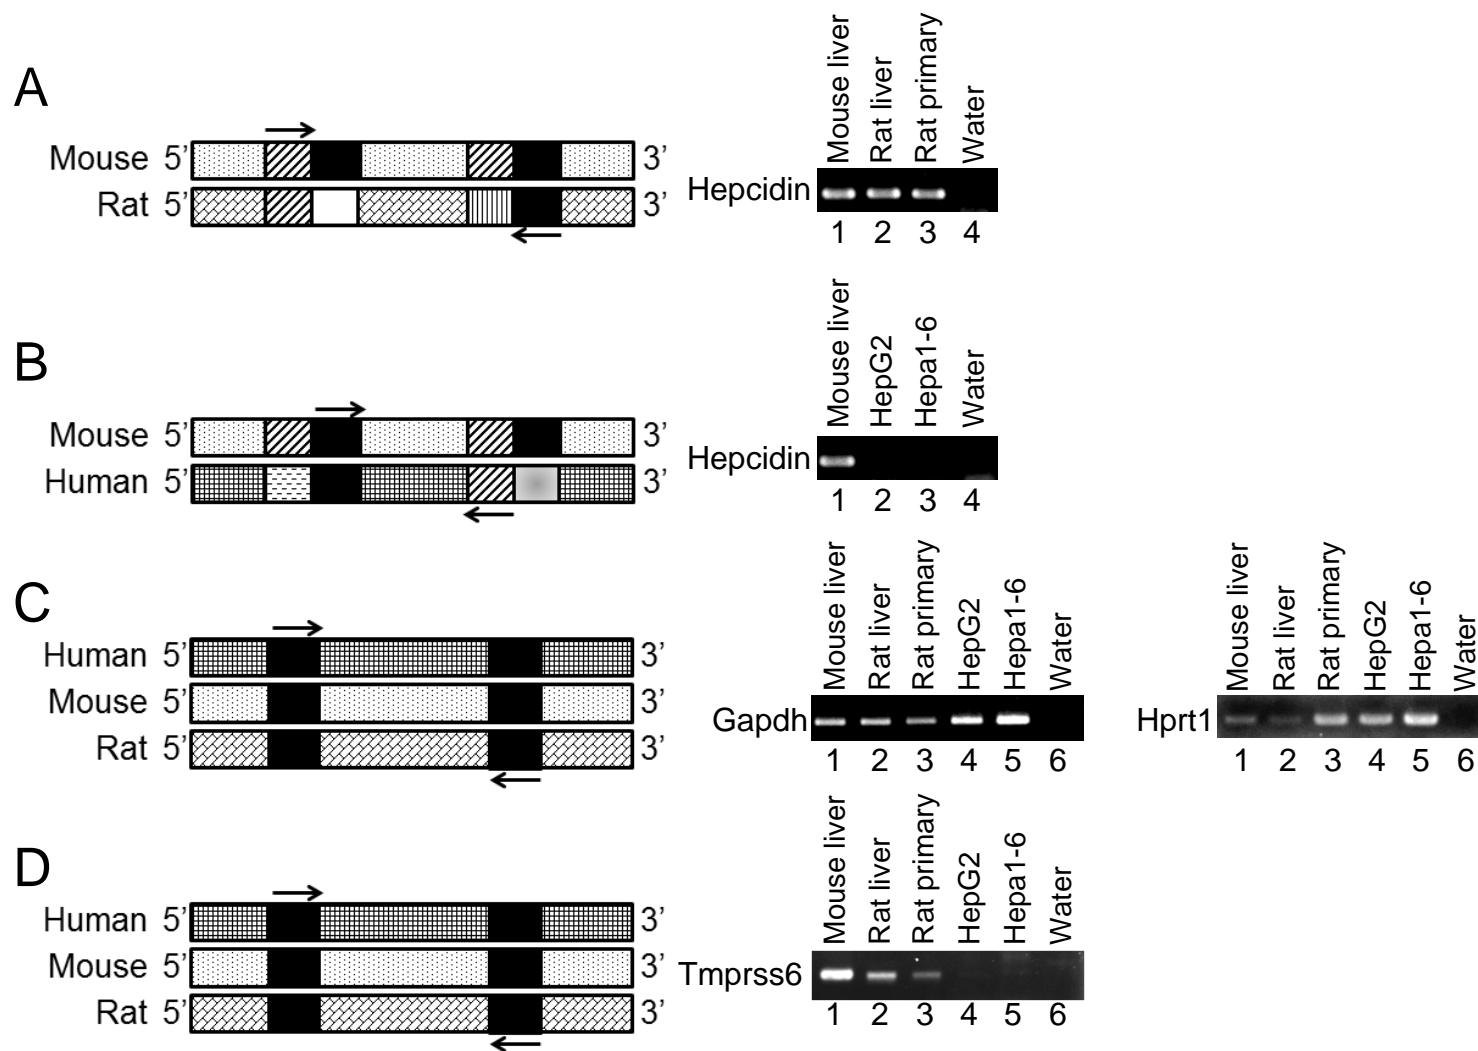 A
Mouse 5’ 3’
Rat 5’ 3’
Mouse liver
Rat liver
Rat primary
Water
Hepcidin
1 2 3 4
B
Mouse 5’ 3’
Human 5’ 3’
Mouse liver
HepG2
Hepa1-6
Water
Hepcidin
1 2 3 4
C
Human 5’ 3’
Mouse 5’ 3’
Rat 5’ 3’
Mouse liver
Rat liver
Rat primary
HepG2
Hepa1-6
Water
Gapdh
1 2 3 4 5 6
Mouse liver
Rat liver
Rat primary
HepG2
Hepa1-6
Water
Hprt1
1 2 3 4 5 6
D
Human 5’ 3’
Mouse 5’ 3’
Rat 5’ 3’
Mouse liver
Rat liver
Rat primary
HepG2
Hepa1-6
Water
Tmprss6
1 2 3 4 5 6